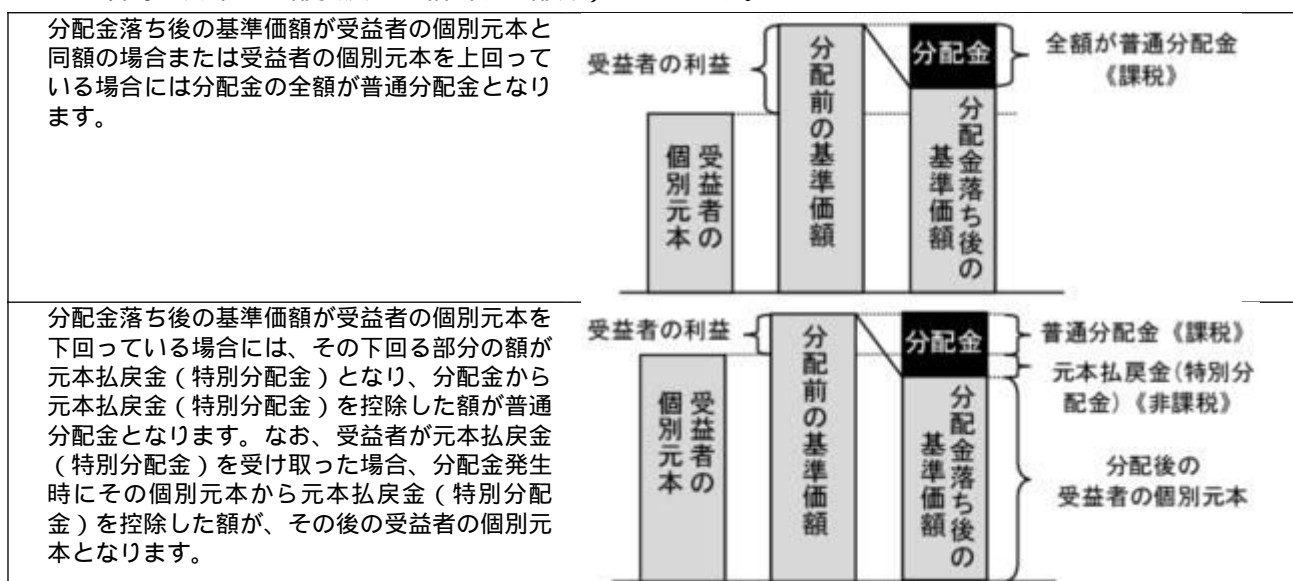 分配金落ち後の基準価額が受益者の個別元本と
同額の場合または受益者の個別元本を上回って
いる場合には分配金の全額が普通分配金となり
ます。
受益者の利益
受益者の
個別元本
分配前の基準価額
分配金
分配金落ち後の
基準価額
全額が普通分配金
《課税》
分配金落ち後の基準価額が受益者の個別元本を
下回っている場合には、その下回る部分の額が
元本払戻金（特別分配金）となり、分配金から
元本払戻金（特別分配金）を控除した額が普通
分配金となります。なお、受益者が元本払戻金
（特別分配金）を受け取った場合、分配金発生
時にその個別元本から元本払戻金（特別分配
金）を控除した額が、その後の受益者の個別元
本となります。
受益者の利益
受益者の
個別元本
分配前の基準価額
分配金
分配金落ち後の
基準価額
普通分配金《課税》
元本払戻金(特別分
配金)《非課税》
分配後の
受益者の個別元本